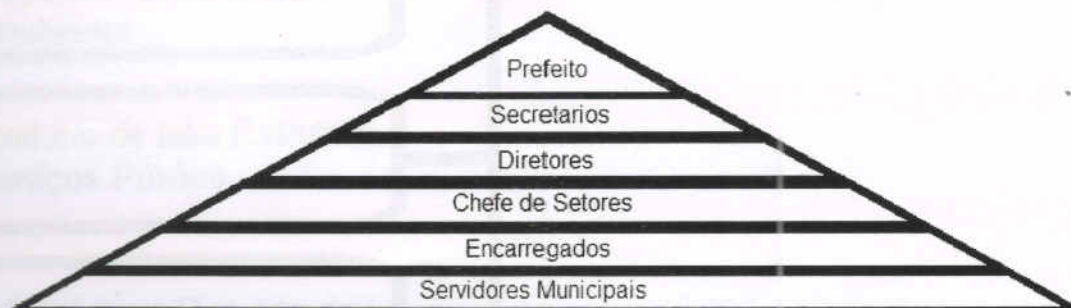 Prefeito
Secretarios
Diretores
Chefe de Setores
Encarregados
Servidores Municipais